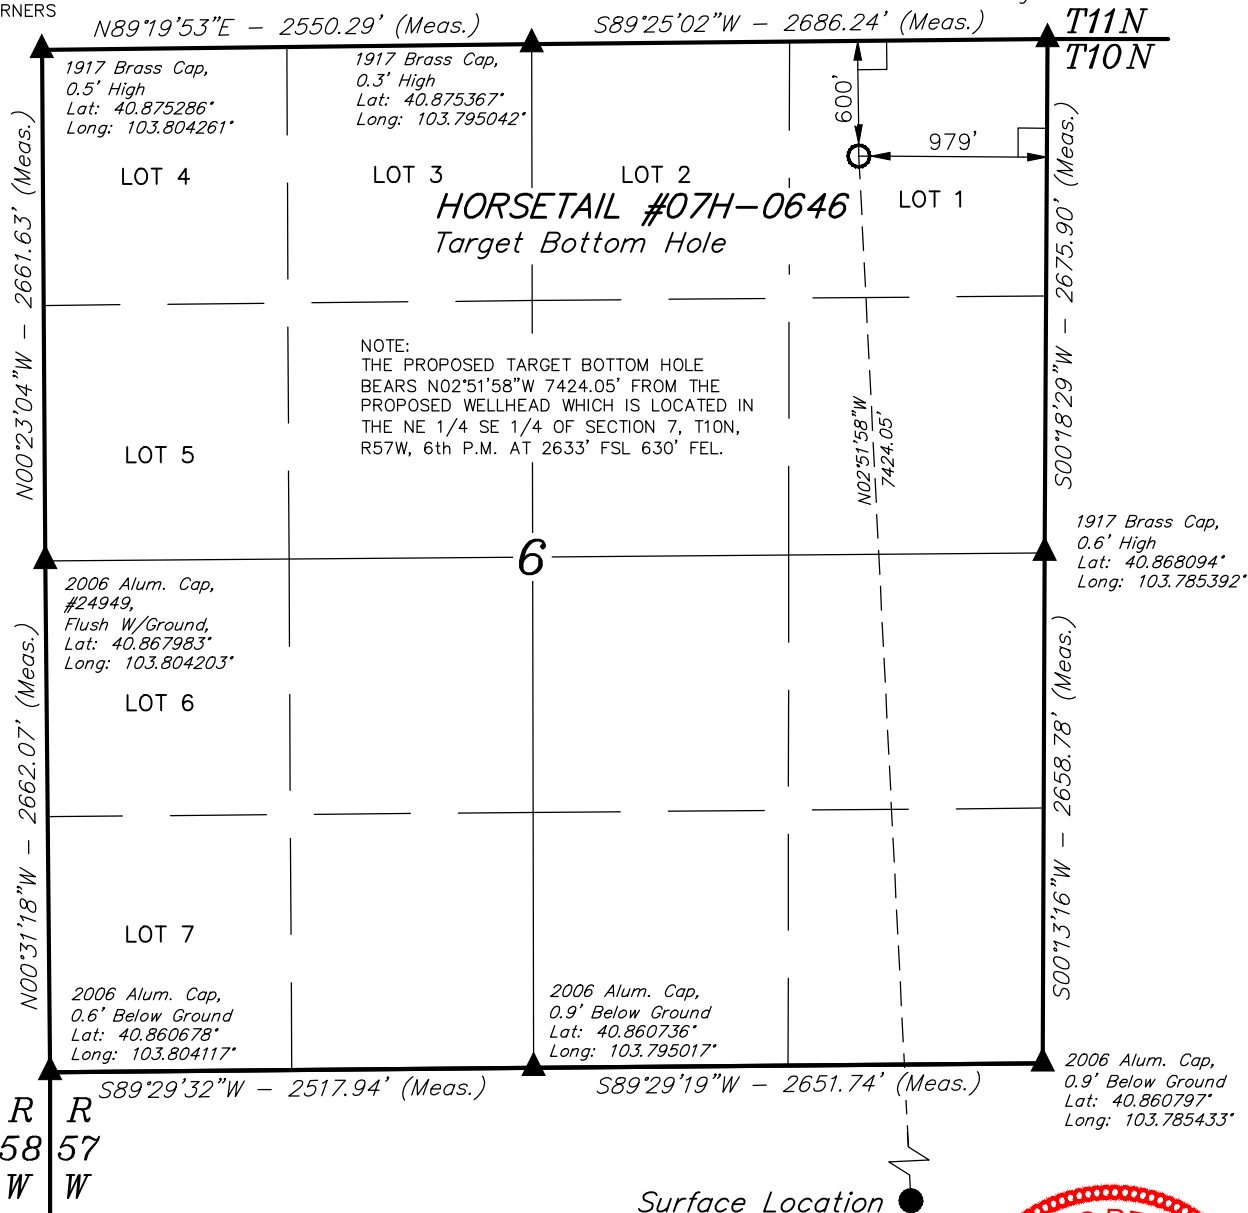 RNERS
N89°19'53"E - 2550.29' (Meas.)
S89°25'02"W - 2686.24' (Meas.)
T11N
T10N
1917 Brass Cap,
0.5' High
Lat: 40.875286°
Long: 103.804261°
1917 Brass Cap,
0.3' High
Lat: 40.875367°
Long: 103.795042°
600'
979'
LOT 4
LOT 3
LOT 2
LOT 1
HORSETAIL #07H-0646
Target Bottom Hole
N00°23'04"W - 2661.63' (Meas.)
S00°18'29"W - 2675.90' (Meas.)
NOTE:
THE PROPOSED TARGET BOTTOM HOLE
BEARS N02°51'58"W 7424.05' FROM THE
PROPOSED WELLHEAD WHICH IS LOCATED IN
THE NE 1/4 SE 1/4 OF SECTION 7, T10N,
R57W, 6th P.M. AT 2633' FSL 630' FEL.
N02°51'58"W
7424.05'
LOT 5
6
1917 Brass Cap,
0.6' High
Lat: 40.868094°
Long: 103.785392°
2006 Alum. Cap,
#24949,
Flush W/Ground,
Lat: 40.867983°
Long: 103.804203°
LOT 6
N00°31'18"W - 2662.07' (Meas.)
S00°13'16"W - 2658.78' (Meas.)
LOT 7
2006 Alum. Cap,
0.6' Below Ground
Lat: 40.860678°
Long: 103.804117°
2006 Alum. Cap,
0.9' Below Ground
Lat: 40.860736°
Long: 103.795017°
2006 Alum. Cap,
0.9' Below Ground
Lat: 40.860797°
Long: 103.785433°
S89°29'32"W - 2517.94' (Meas.)
S89°29'19"W - 2651.74' (Meas.)
R R
58 57
W W
Surface Location